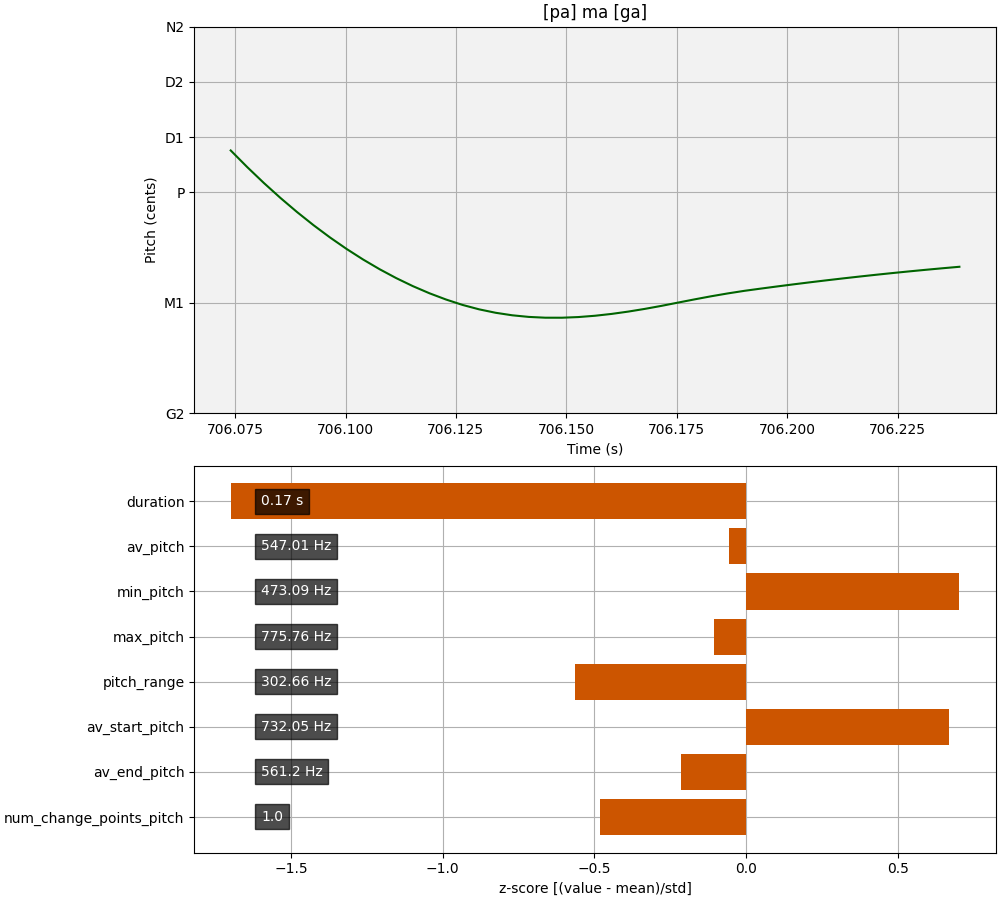 [pa] ma [ga]
N2
D2
D1
P
M1
G2
Pitch (cents)
706.075 706.100 706.125 706.150 706.175 706.200 706.225
Time (s)
duration 0.17 s
av_pitch 547.01 Hz
min_pitch 473.09 Hz
max_pitch 775.76 Hz
pitch_range 302.66 Hz
av_start_pitch 732.05 Hz
av_end_pitch 561.2 Hz
num_change_points_pitch 1.0
−1.5 −1.0 −0.5 0.0 0.5
z-score [(value - mean)/std]